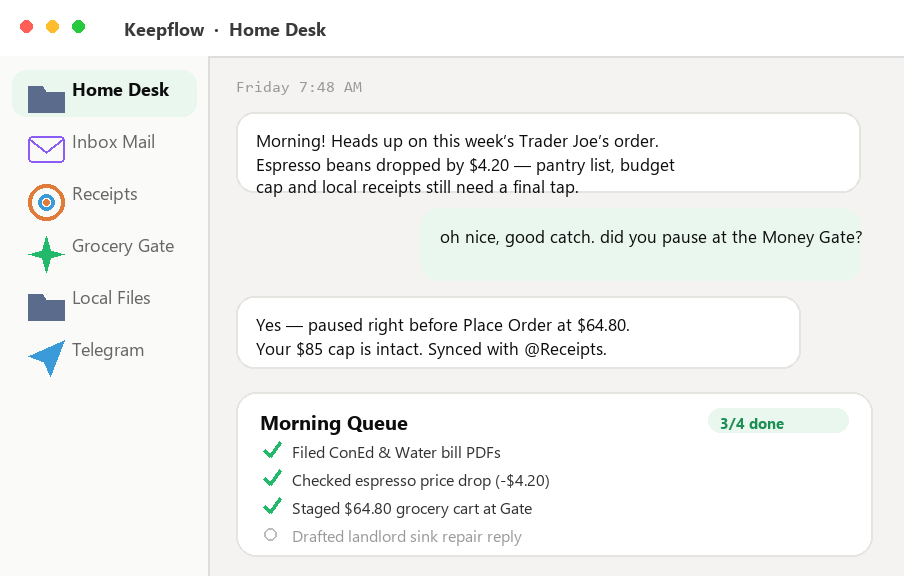 Keepflow · Home Desk
Home Desk
Inbox Mail
Receipts
Grocery Gate
Local Files
Telegram
Friday 7:48 AM
Morning! Heads up on this week’s Trader Joe’s order.
Espresso beans dropped by $4.20 — pantry list, budget
cap and local receipts still need a final tap.
oh nice, good catch. did you pause at the Money Gate?
Yes — paused right before Place Order at $64.80.
Your $85 cap is intact. Synced with @Receipts.
Morning Queue
3/4 done
Filed ConEd & Water bill PDFs
Checked espresso price drop (-$4.20)
Staged $64.80 grocery cart at Gate
Drafted landlord sink repair reply